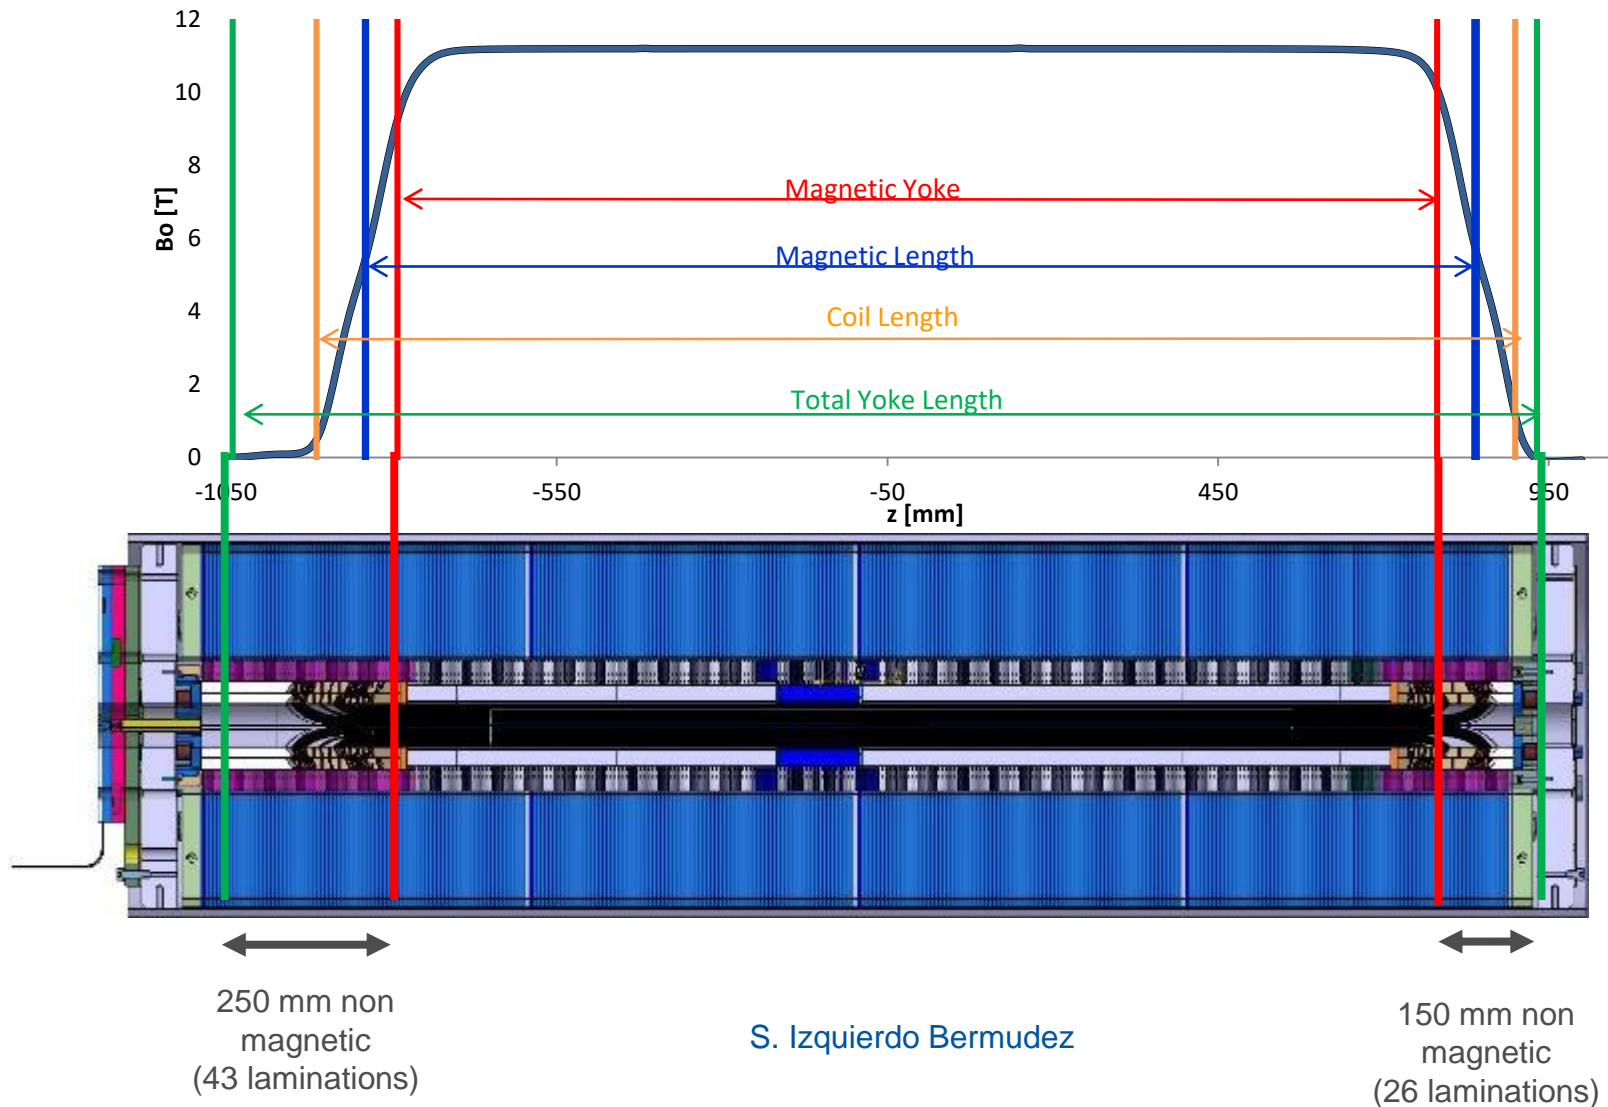 12
10
8
6
4
2
0
Bo [T]
Magnetic Yoke
Magnetic Length
Coil Length
Total Yoke Length
-1050
-550
-50
450
950
z [mm]
250 mm non
magnetic
(43 laminations)
S. Izquierdo Bermudez
150 mm non
magnetic
(26 laminations)